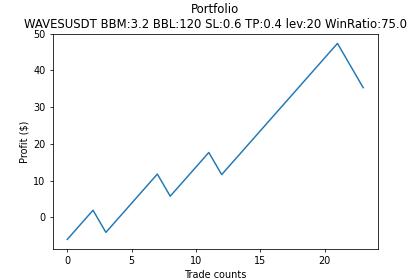 Portfolio
WAVESUSDT BBM:3.2 BBL:120 SL:0.6 TP:0.4 lev:20 WinRatio:75.0
50
40
30
20
10
0
Profit ($)
0 5 10 15 20
Trade counts